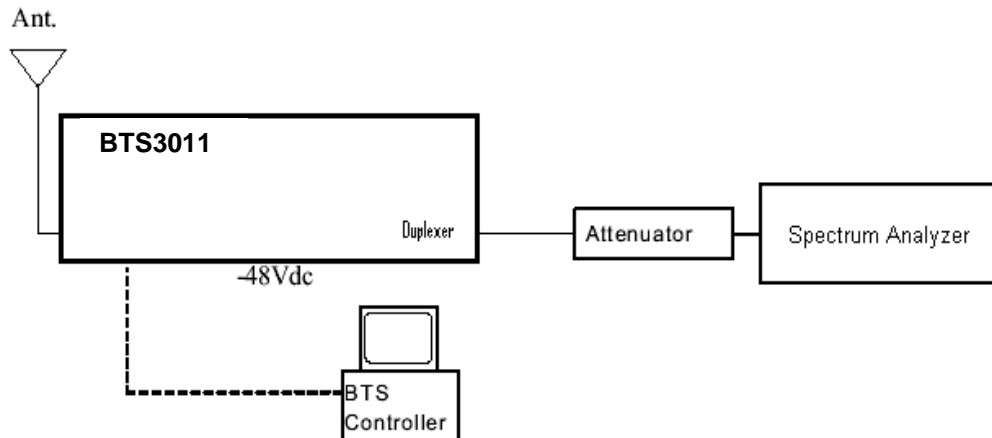 Ant.
BTS3011
Duplexer
Attenuator
Spectrum Analyzer
-48Vdc
BTS
Controller